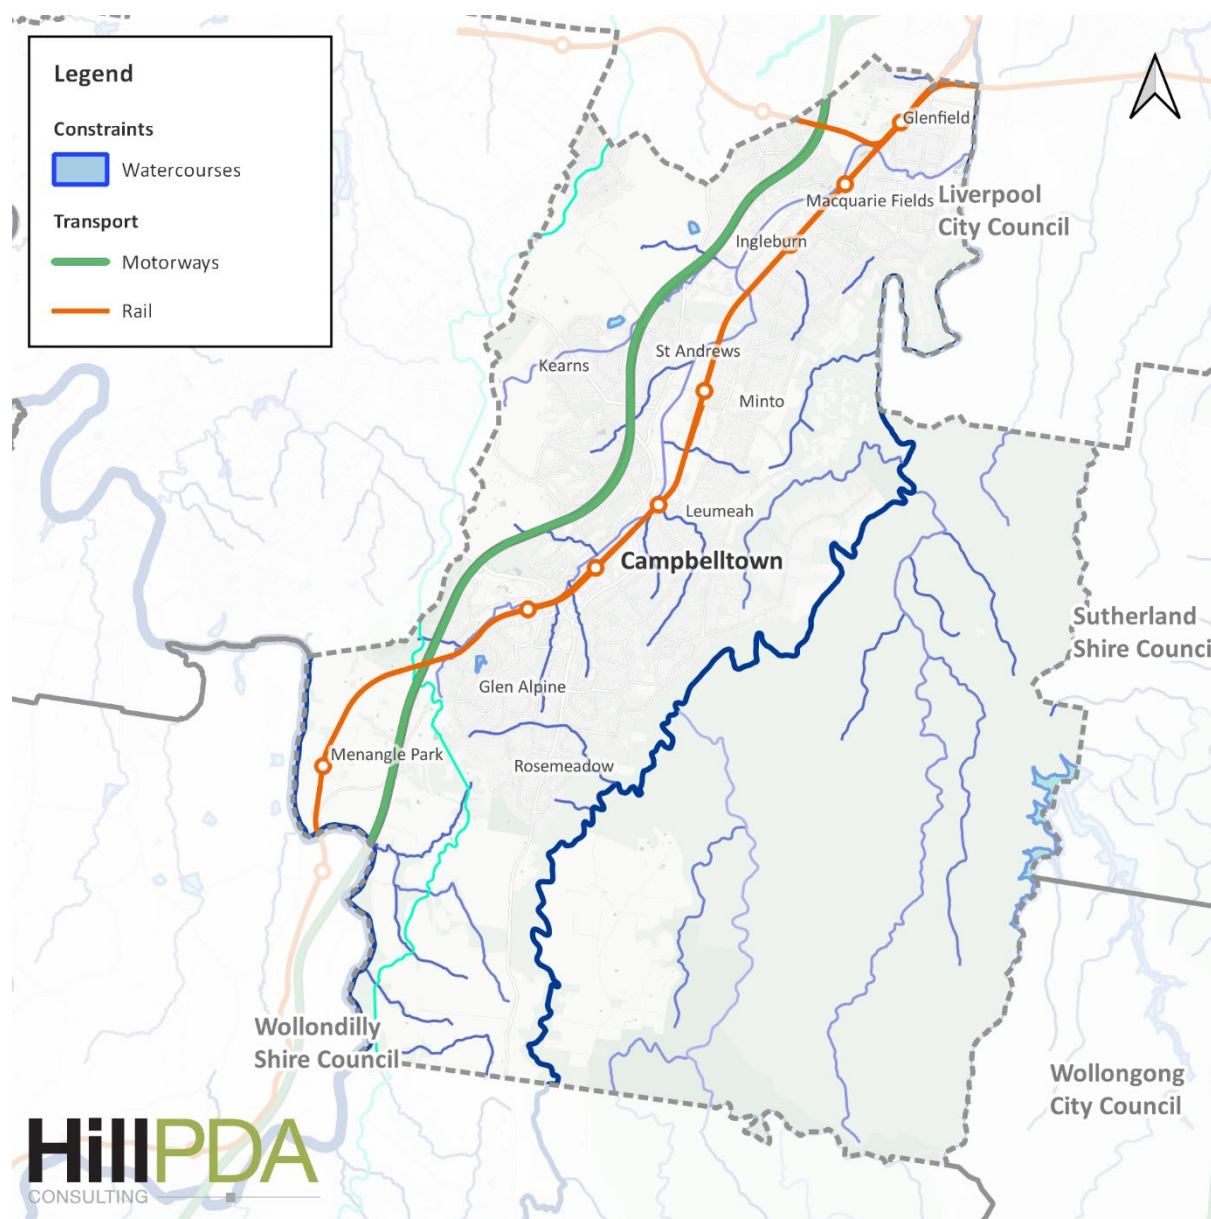 Legend
Constraints
Watercourses
Transport
Motorways
Rail
Glenfield
Macquarie Fields
Liverpool
City Council
Ingleburn
St Andrews
Kearns
Minto
Leumeah
Campbelltown
Sutherland
Shire Counci
Glen Alpine
Menangle Park
Rosemeadow
Wollondilly
Shire Council
Wollongong
City Council
HillPDA
CONSULTING